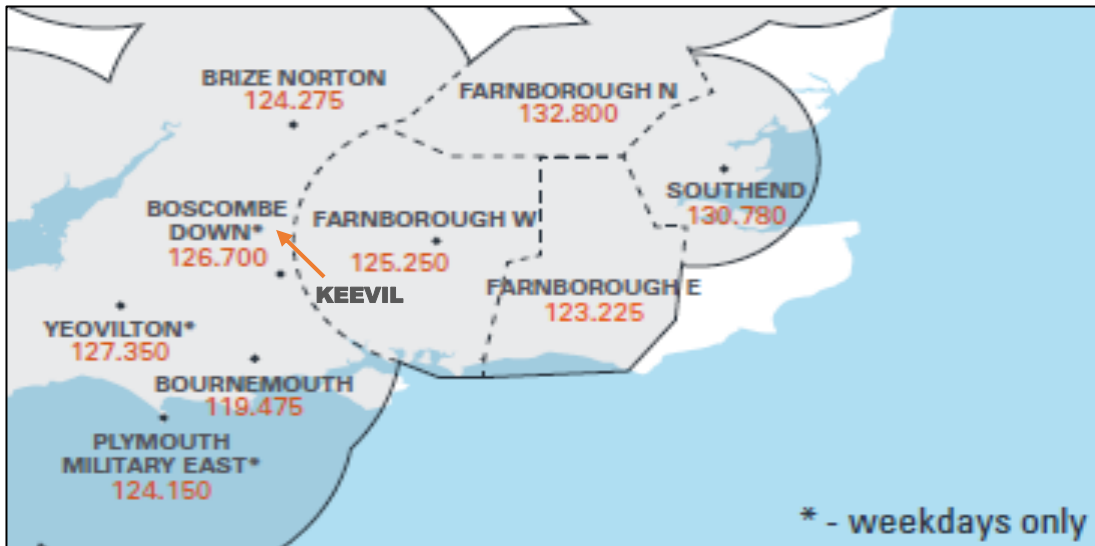 BRIZE NORTON
124.275
FARNBOROUGH N
132.800
BOSCOMBE
DOWN*
126.700
FARNBOROUGH W
125.250
SOUTHEND
130.780
KEEVIL
FARNBOROUGH E
123.225
YEOVILTON*
127.350
BOURNEMOUTH
119.475
PLYMOUTH
MILITARY EAST*
124.150
* - weekdays only